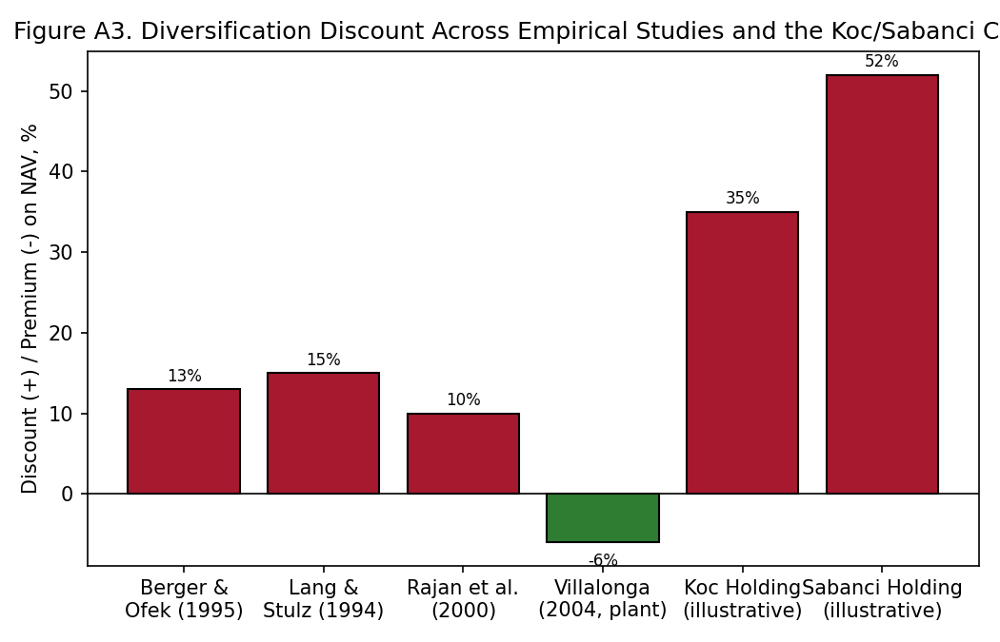 Figure A3. Diversification Discount Across Empirical Studies and the Koc/Sabanci C
Discount (+) / Premium (-) on NAV, %
50
40
30
20
10
0
13%
15%
10%
-6%
35%
52%
Berger &
Ofek (1995)
Lang &
Stulz (1994)
Rajan et al.
(2000)
Villalonga
(2004, plant)
Koc Holding
(illustrative)
Sabanci Holding
(illustrative)